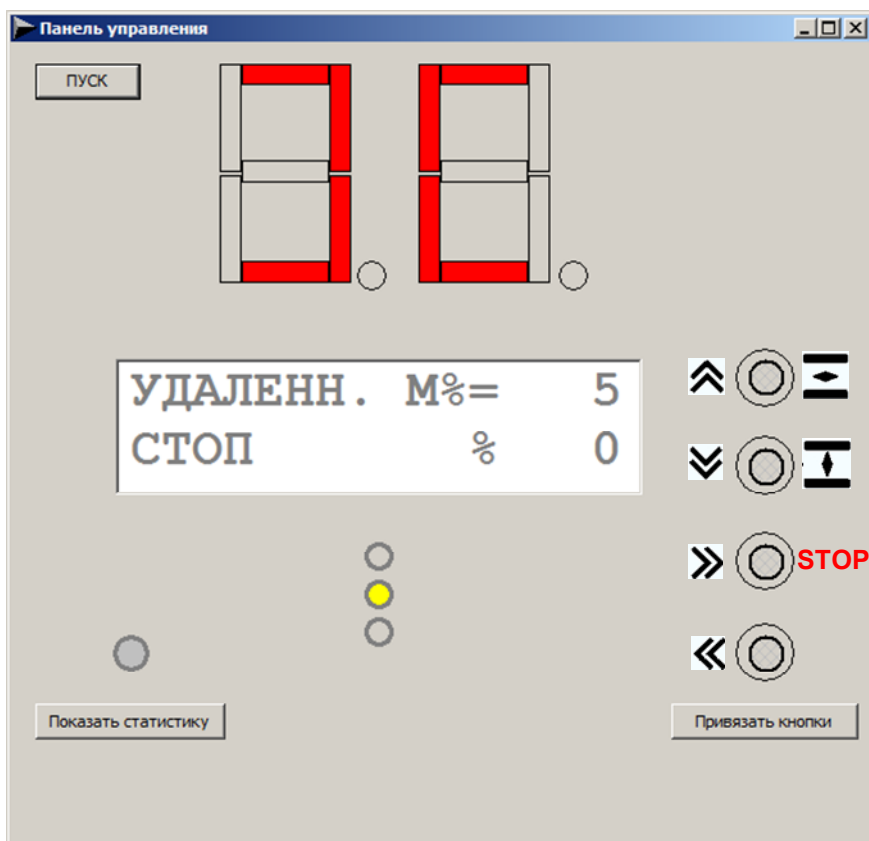 Панель управления
ПУСК
УДАЛЕНН. М%= 5
СТОП % 0
STOP
Показать статистику
Привязать кнопки